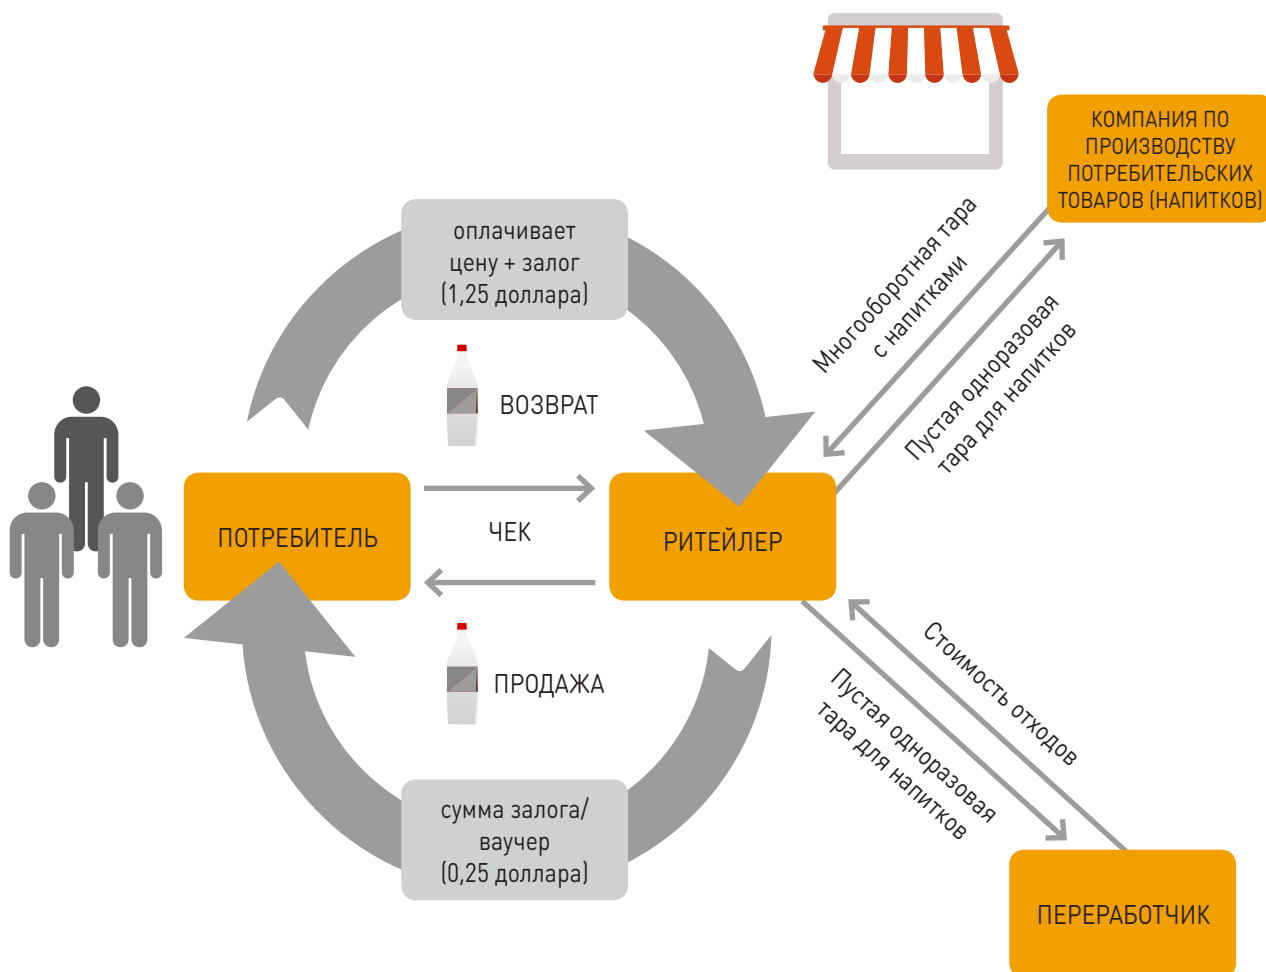 КОМПАНИЯ ПО
ПРОИЗВОДСТВУ
ПОТРЕБИТЕЛЬСКИХ
ТОВАРОВ (НАПИТКОВ)
оплачивает
цену + залог
(1,25 доллара)
Многооборотная тара
с напитками
Пустая одноразовая
тара для напитков
ВОЗВРАТ
ПОТРЕБИТЕЛЬ
ЧЕК
РИТЕЙЛЕР
ПРОДАЖА
Стоимость отходов
Пустая одноразовая
тара для напитков
сумма залога/
ваучер
(0,25 доллара)
ПЕРЕРАБОТЧИК